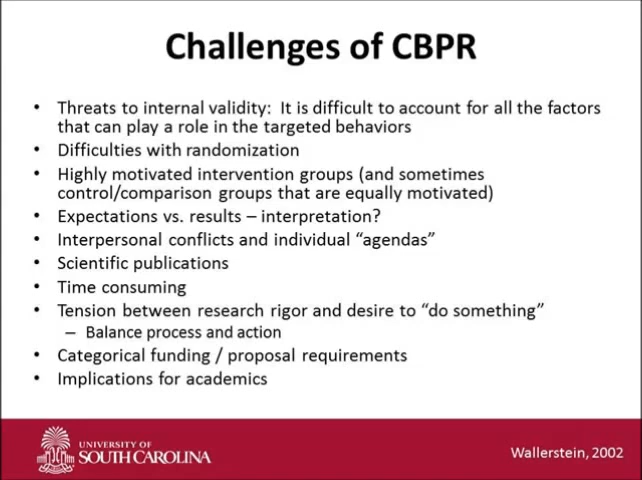 Challenges of CBPR
• Threats to internal validity: It is difficult to account for all the factors
that can play a role in the targeted behaviors
• Difficulties with randomization
• Highly motivated intervention groups (and sometimes
control/comparison groups that are equally motivated)
• Expectations vs. results – interpretation?
• Interpersonal conflicts and individual “agendas”
• Scientific publications
• Time consuming
• Tension between research rigor and desire to “do something”
– Balance process and action
• Categorical funding / proposal requirements
• Implications for academics
UNIVERSITY OF
SOUTH CAROLINA
Wallerstein, 2002